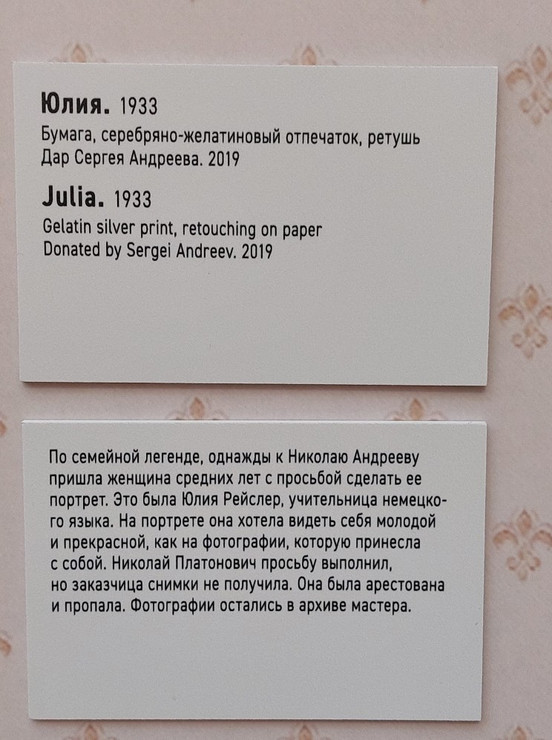 Юлия. 1933
Бумага, серебряно-желатиновый отпечаток, ретушь
Дар Сергея Андреева. 2019
Julia. 1933
Gelatin silver print, retouching on paper
Donated by Sergei Andreev. 2019
По семейной легенде, однажды к Николаю Андрееву
пришла женщина средних лет с просьбой сделать ее
портрет. Это была Юлия Рейслер, учительница немецко-
го языка. На портрете она хотела видеть себя молодой
и прекрасной, как на фотографии, которую принесла
с собой. Николай Платонович просьбу выполнил,
но заказчица снимки не получила. Она была арестована
и пропала. Фотографии остались в архиве мастера.